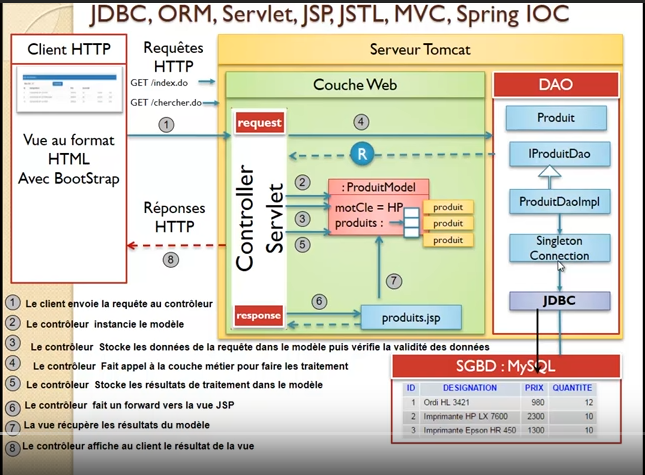 JDBC, ORM, Servlet, JSP, JSTL, MVC, Spring IOC
Client HTTP
Requêtes
HTTP
GET /index.do
GET /chercher.do
Serveur Tomcat
Couche Web
DAO
Vue au format
HTML
Avec BootStrap
Réponses
HTTP
1
8
Controller
Servlet
request
response
4
R
2
3
5
6
7
: ProduitModel
motCle = HP
produits :
produit
produit
produit
produits.jsp
Produit
IProduitDao
ProduitDaoImpl
Singleton
Connection
JDBC
SGBD : MySQL
ID DESIGNATION PRIX QUANTITE
1 Ordi HL 3421 980 12
2 Imprimante HP LX 7600 2300 10
3 Imprimante Epson HR 450 1300 10
1 Le client envoie la requête au contrôleur
2 Le contrôleur instancie le modèle
3 Le contrôleur Stocke les données de la requête dans le modèle puis vérifie la validité des données
4 Le contrôleur Fait appel à la couche métier pour faire les traitement
5 Le contrôleur Stocke les résultats de traitement dans le modèle
6 Le contrôleur fait un forward vers la vue JSP
7 La vue récupère les résultats du modèle
8 Le contrôleur affiche au client le résultat de la vue